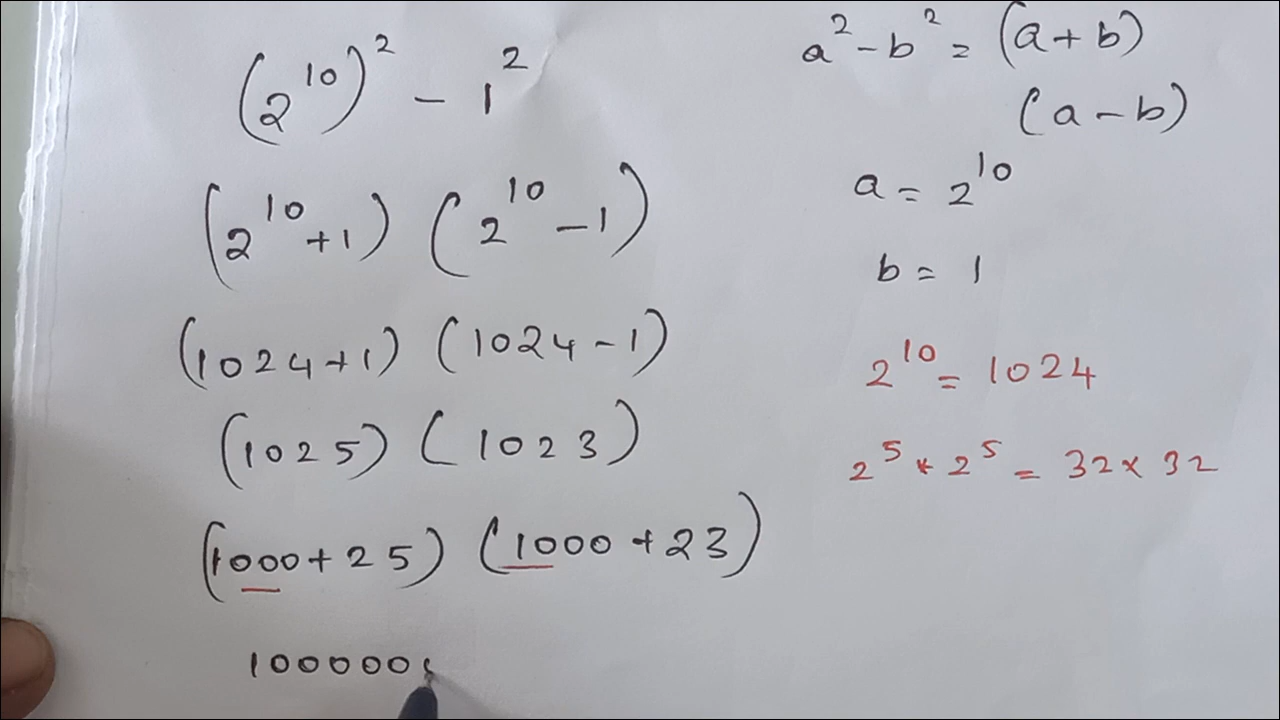 (2^10)^2 - 1^2
(2^10 + 1) (2^10 - 1)
(1024 + 1) (1024 - 1)
(1025) (1023)
(1000 + 25) (1000 + 23)
100000
a^2 - b^2 = (a + b)
(a - b)
a = 2^10
b = 1
2^10 = 1024
2^5 * 2^5 = 32 × 32